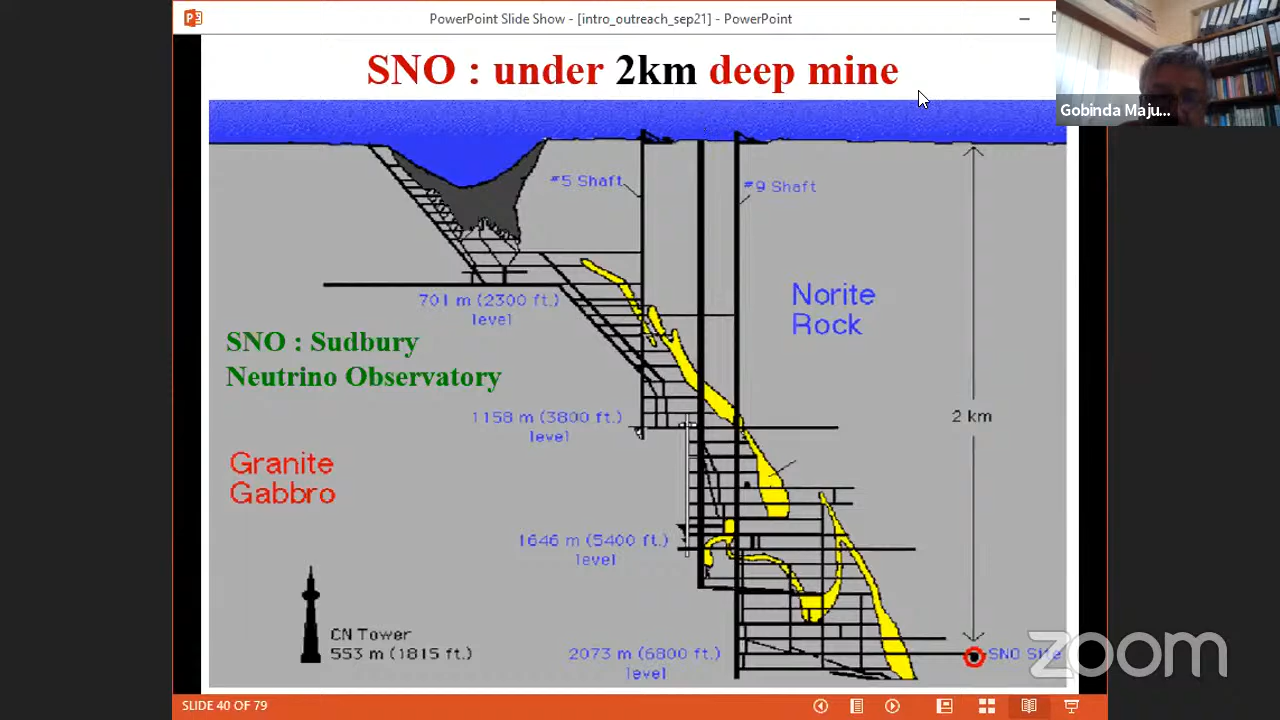 PowerPoint Slide Show - [intro_outreach_sep21] - PowerPoint
SNO : under 2km deep mine
Gobinda Maju...
#5 Shaft
#9 Shaft
701 m (2300 ft.)
level
Norite
Rock
SNO : Sudbury
Neutrino Observatory
1158 m (3800 ft.)
level
2 km
Granite
Gabbro
1646 m (5400 ft.)
level
CN Tower
553 m (1815 ft.)
2073 m (6800 ft.)
level
SNO Site
zoom
SLIDE 40 OF 79